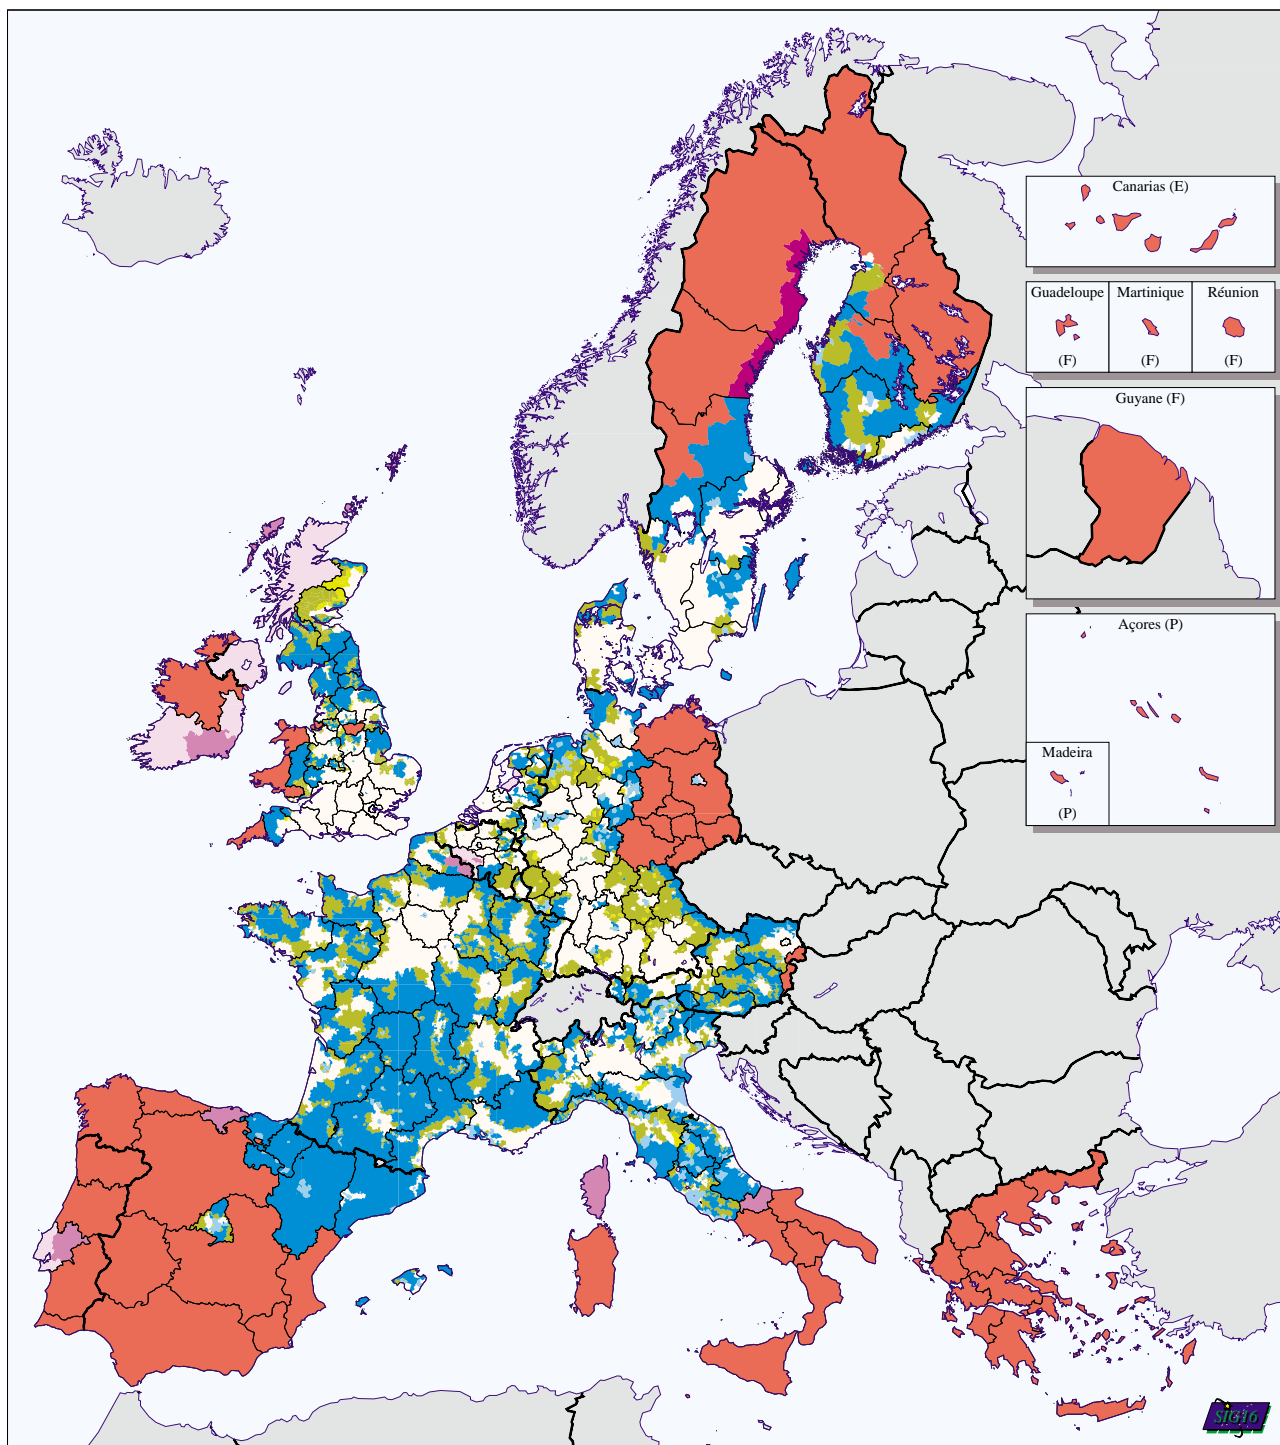 Canarias (E)
Guadeloupe
(F)
Martinique
(F)
Réunion
(F)
Guyane (F)
Açores (P)
Madeira
(P)
SIG16